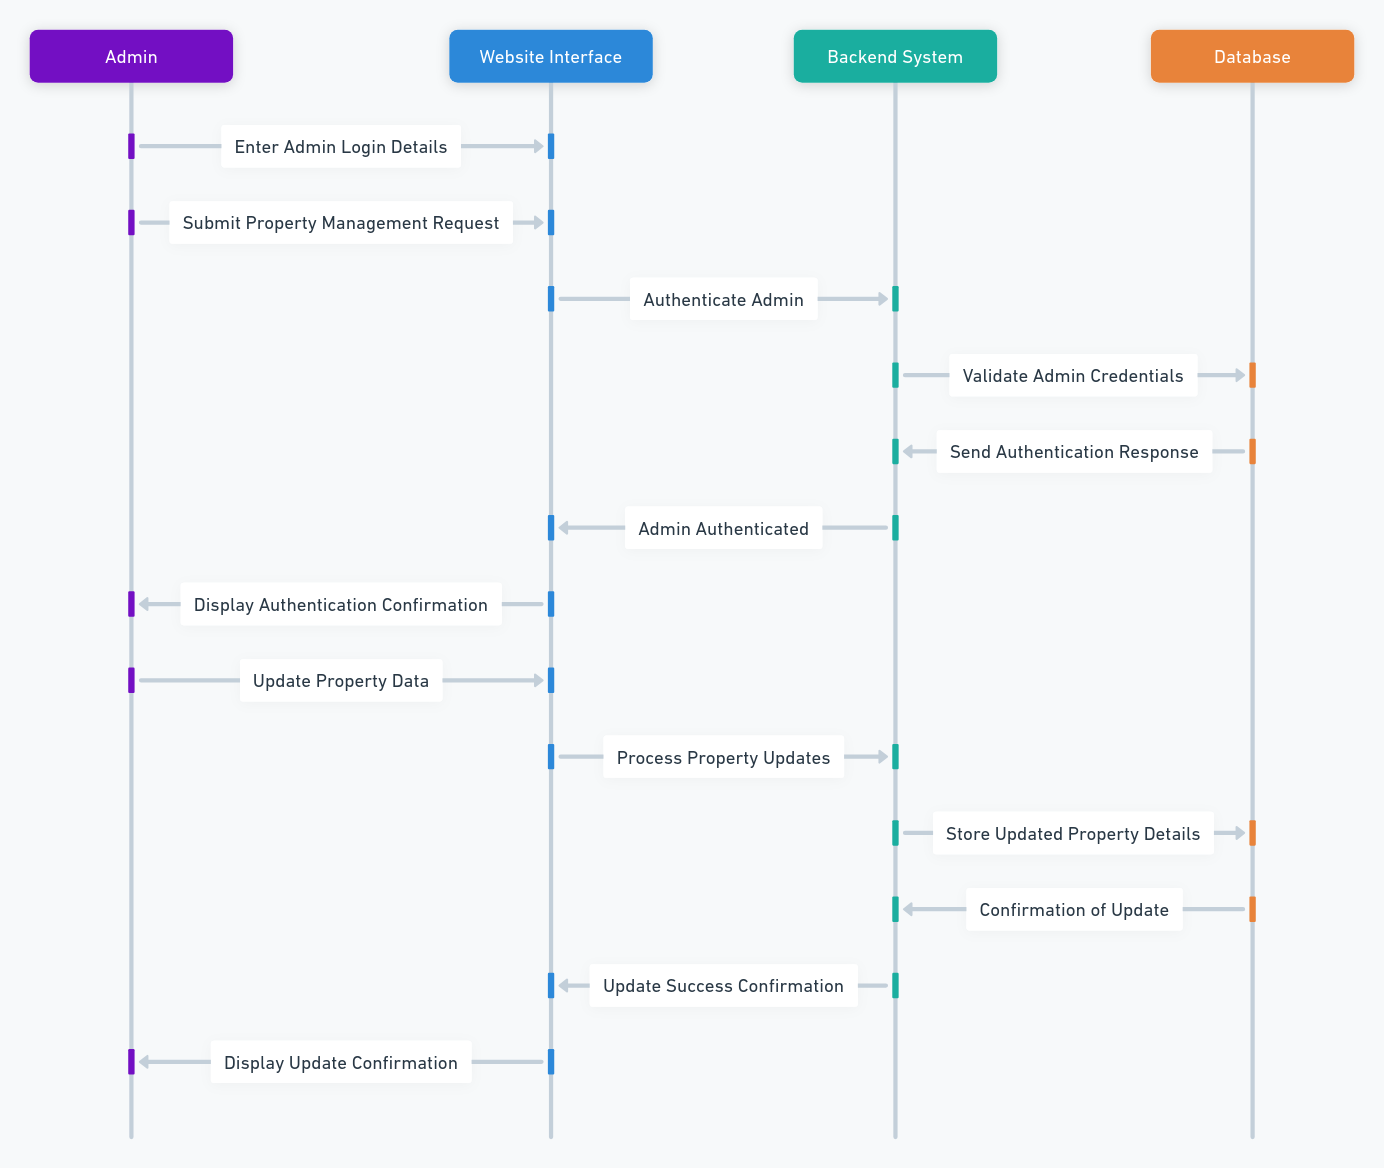 Admin
Website Interface
Backend System
Database
Enter Admin Login Details
Submit Property Management Request
Authenticate Admin
Validate Admin Credentials
Send Authentication Response
Admin Authenticated
Display Authentication Confirmation
Update Property Data
Process Property Updates
Store Updated Property Details
Confirmation of Update
Update Success Confirmation
Display Update Confirmation